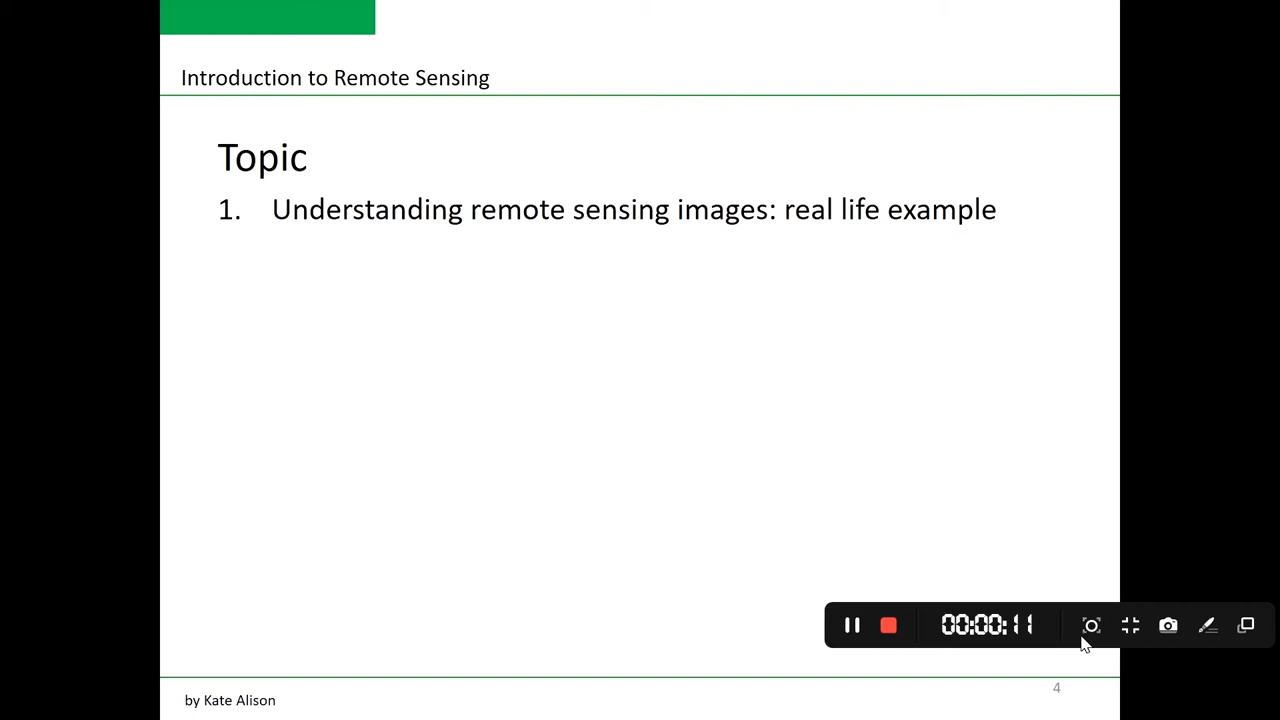 Introduction to Remote Sensing
Topic
1. Understanding remote sensing images: real life example
00:00:11
4
by Kate Alison